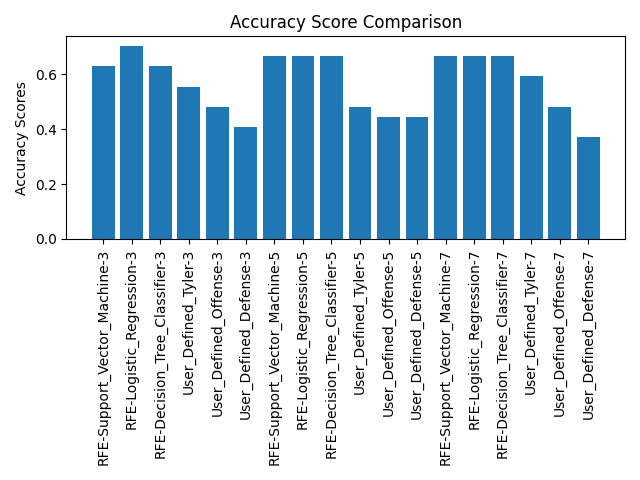 Accuracy Score Comparison
Accuracy Scores
0.6
0.4
0.2
0.0
RFE-Support_Vector_Machine-3
RFE-Logistic_Regression-3
RFE-Decision_Tree_Classifier-3
User_Defined_Tyler-3
User_Defined_Offense-3
User_Defined_Defense-3
RFE-Support_Vector_Machine-5
RFE-Logistic_Regression-5
RFE-Decision_Tree_Classifier-5
User_Defined_Tyler-5
User_Defined_Offense-5
User_Defined_Defense-5
RFE-Support_Vector_Machine-7
RFE-Logistic_Regression-7
RFE-Decision_Tree_Classifier-7
User_Defined_Tyler-7
User_Defined_Offense-7
User_Defined_Defense-7